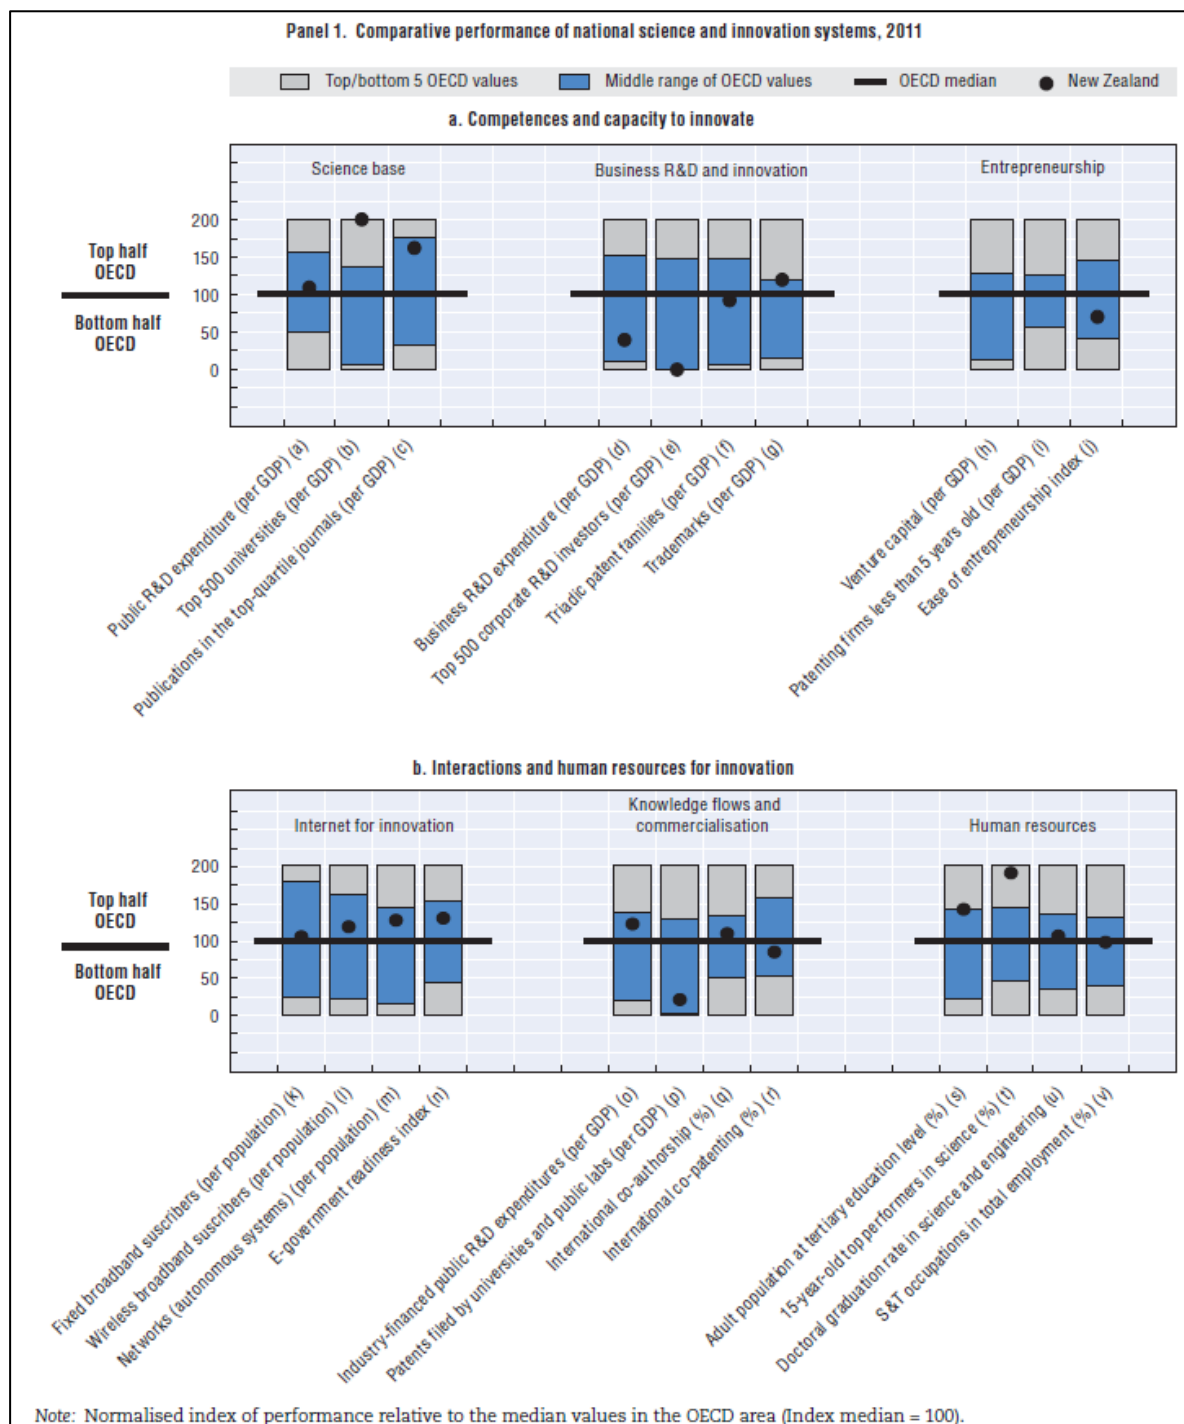 Panel 1. Comparative performance of national science and innovation systems, 2011
Top/bottom 5 OECD values
Middle range of OECD values
OECD median
New Zealand
a. Competences and capacity to innovate
Science base
Business R&D and innovation
Entrepreneurship
200
150
100
50
0
Top half
OECD
Bottom half
OECD
Public R&D expenditure (per GDP) (a)
Top 500 universities (per GDP) (b)
Publications in the top-quartile journals (per GDP) (c)
Business R&D expenditure (per GDP) (d)
Top 500 corporate R&D investors (per GDP) (e)
Triadic patent families (per GDP) (f)
Trademarks (per GDP) (g)
Venture capital (per GDP) (h)
Patenting firms less than 5 years old (per GDP) (i)
Ease of entrepreneurship index (j)
b. Interactions and human resources for innovation
Internet for innovation
Knowledge flows and
commercialisation
Human resources
200
150
100
50
0
Top half
OECD
Bottom half
OECD
Fixed broadband suscribers (per population) (k)
Wireless broadband suscribers (per population) (l)
Networks (autonomous systems) (per population) (m)
E-government readiness index (n)
Industry-financed public R&D expenditures (per GDP) (o)
Patents filed by universities and public labs (per GDP) (p)
International co-authorship (%) (q)
International co-patenting (%) (r)
Adult population at tertiary education level (%) (s)
15-year-old top performers in science (%) (t)
Doctoral graduation rate in science and engineering (u)
S&T occupations in total employment (%) (v)
Note: Normalised index of performance relative to the median values in the OECD area (Index median = 100).